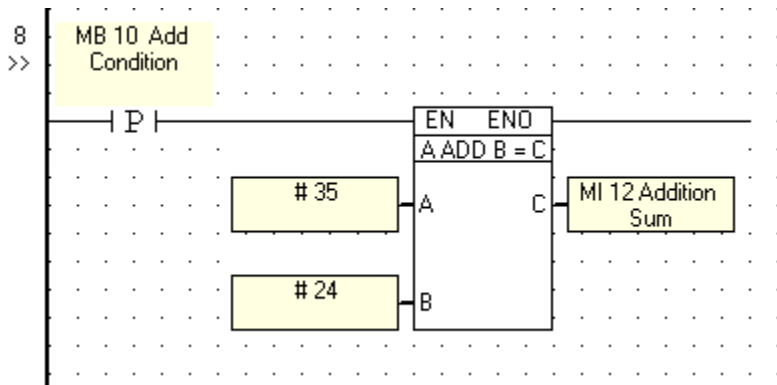 8
>>
MB 10 Add
Condition
P
EN ENO
A ADD B = C
# 35
A
C
MI 12 Addition
Sum
# 24
B